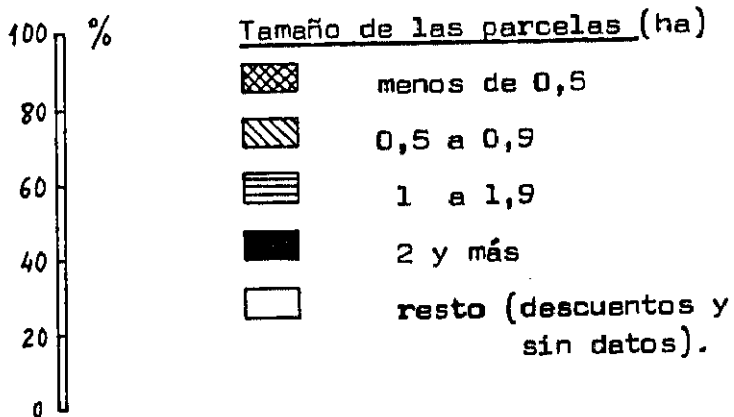 100 %
Tamaño de las parcelas (ha)
menos de 0,5
80
0,5 a 0,9
60
1 a 1,9
40
2 y más
20
resto (descuentos y
sin datos).
0